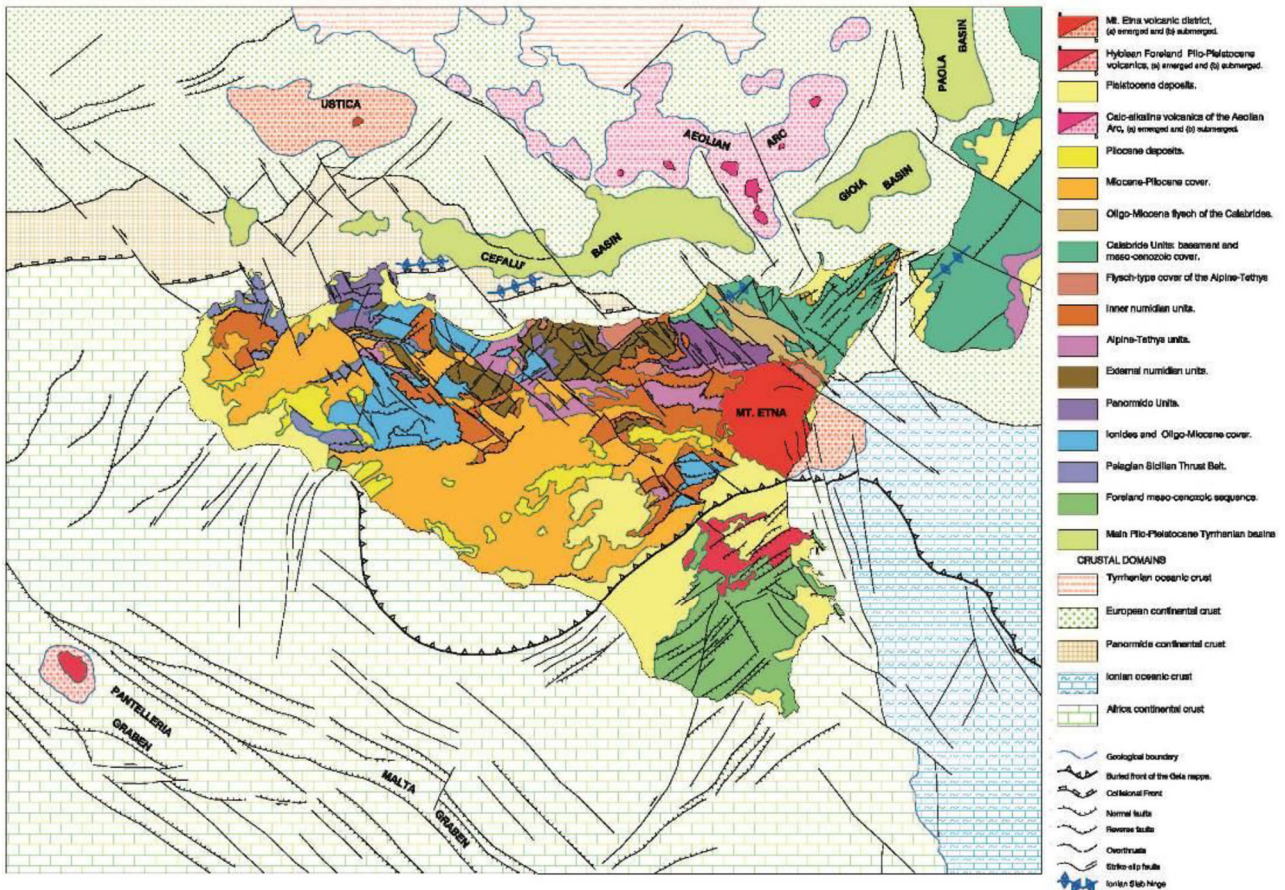 USTICA
AEOLIAN
ARC
PAOLA
BASIN
GIOIA
BASIN
CEFALU'
BASIN
MT. ETNA
PANTELLERIA
GRABEN
MALTA
GRABEN
Mt. Etna volcanic district,
(a) emerged and (b) submerged.
Hyblean Foreland Plio-Pleistocene
volcanics, (a) emerged and (b) submerged.
Pleistocene deposits.
Calc-alkaline volcanics of the Aeolian
Arc, (a) emerged and (b) submerged.
Pliocene deposits.
Miocene-Pliocene cover.
Oligo-Miocene flysch of the Calabrides.
Calabride Units: basement and
meso-cenozoic cover.
Flysch-type cover of the Alpine-Tethys
Inner numidian units.
Alpine-Tethys units.
External numidian units.
Panormide Units.
Ionides and Oligo-Miocene cover.
Pelagian Sicilian Thrust Belt.
Foreland meso-cenozoic sequence.
Main Plio-Pleistocene Tyrrhenian basins
CRUSTAL DOMAINS
Tyrrhenian oceanic crust
European continental crust
Panormide continental crust
Ionian oceanic crust
Africa continental crust
Geological boundary
Buried front of the Gela nappe.
Collisional Front
Normal faults
Reverse faults
Overthrusts
Strike-slip faults
Ionian Slab hinge